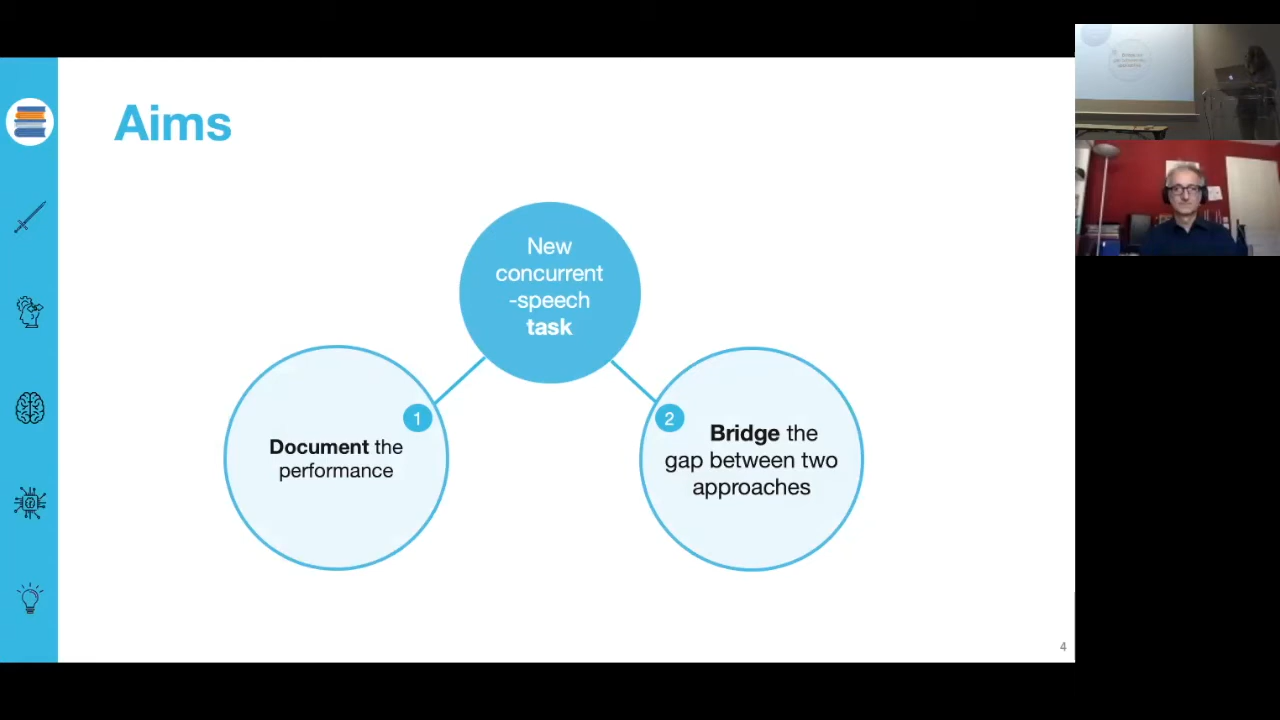 Aims
New
concurrent
-speech
task
1
Document the
performance
2
Bridge the
gap between two
approaches
4